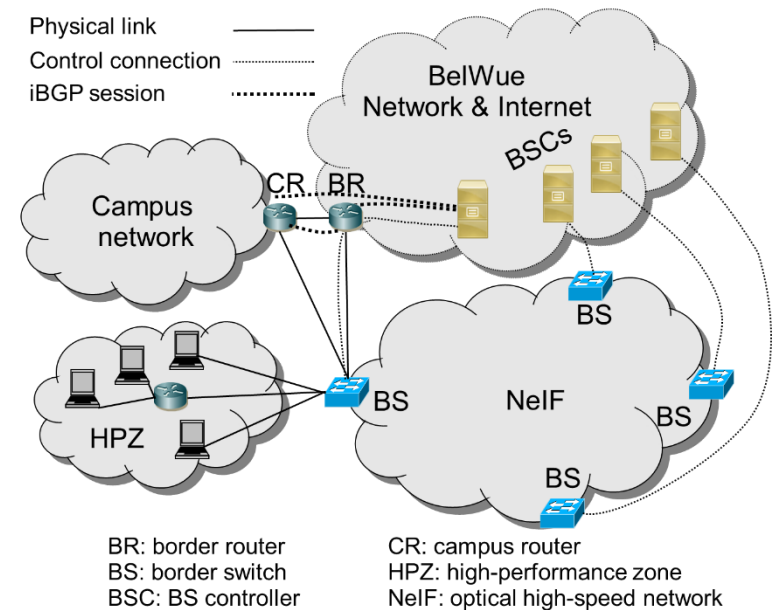 Physical link
Control connection
iBGP session
BelWue
Network & Internet
BSCs
CR
BR
Campus
network
BS
HPZ
BS
NeIF
BS
BS
BR: border router
BS: border switch
BSC: BS controller
CR: campus router
HPZ: high-performance zone
NeIF: optical high-speed network